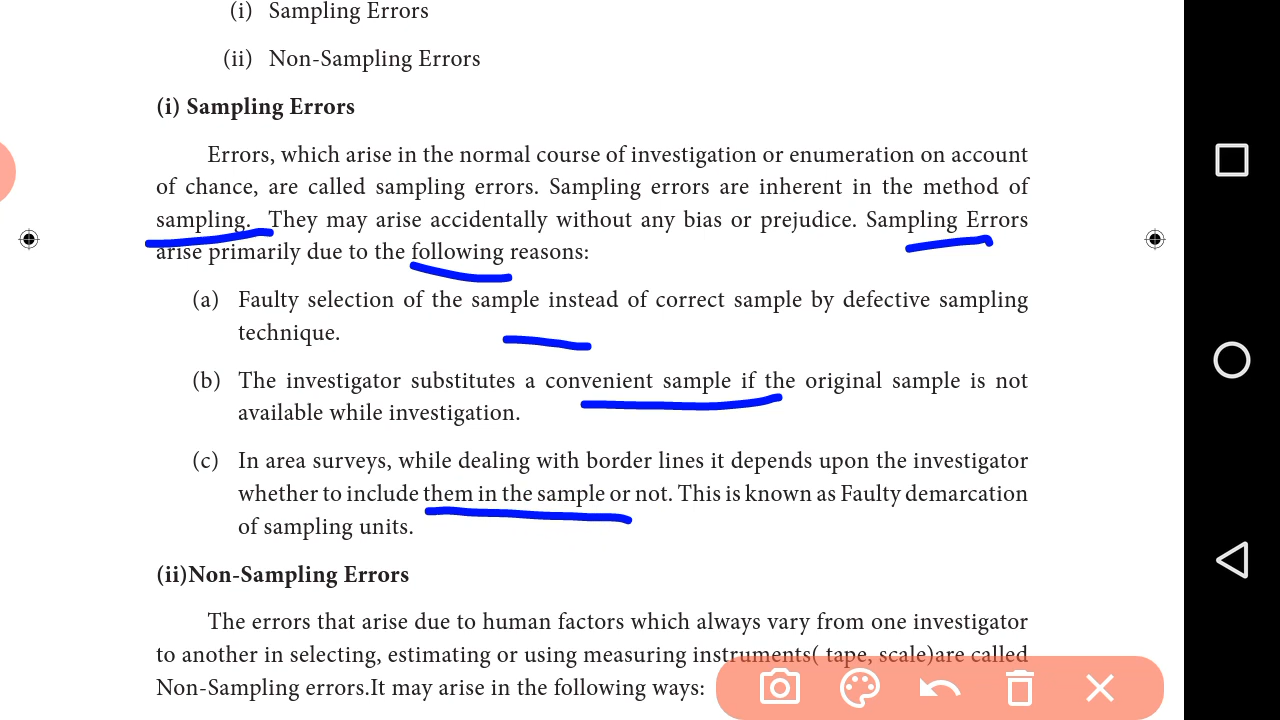 (i) Sampling Errors
(ii) Non-Sampling Errors
(i) Sampling Errors
Errors, which arise in the normal course of investigation or enumeration on account
of chance, are called sampling errors. Sampling errors are inherent in the method of
sampling. They may arise accidentally without any bias or prejudice. Sampling Errors
arise primarily due to the following reasons:
(a) Faulty selection of the sample instead of correct sample by defective sampling
technique.
(b) The investigator substitutes a convenient sample if the original sample is not
available while investigation.
(c) In area surveys, while dealing with border lines it depends upon the investigator
whether to include them in the sample or not. This is known as Faulty demarcation
of sampling units.
(ii)Non-Sampling Errors
The errors that arise due to human factors which always vary from one investigator
to another in selecting, estimating or using measuring instruments( tape, scale)are called
Non-Sampling errors.It may arise in the following ways: